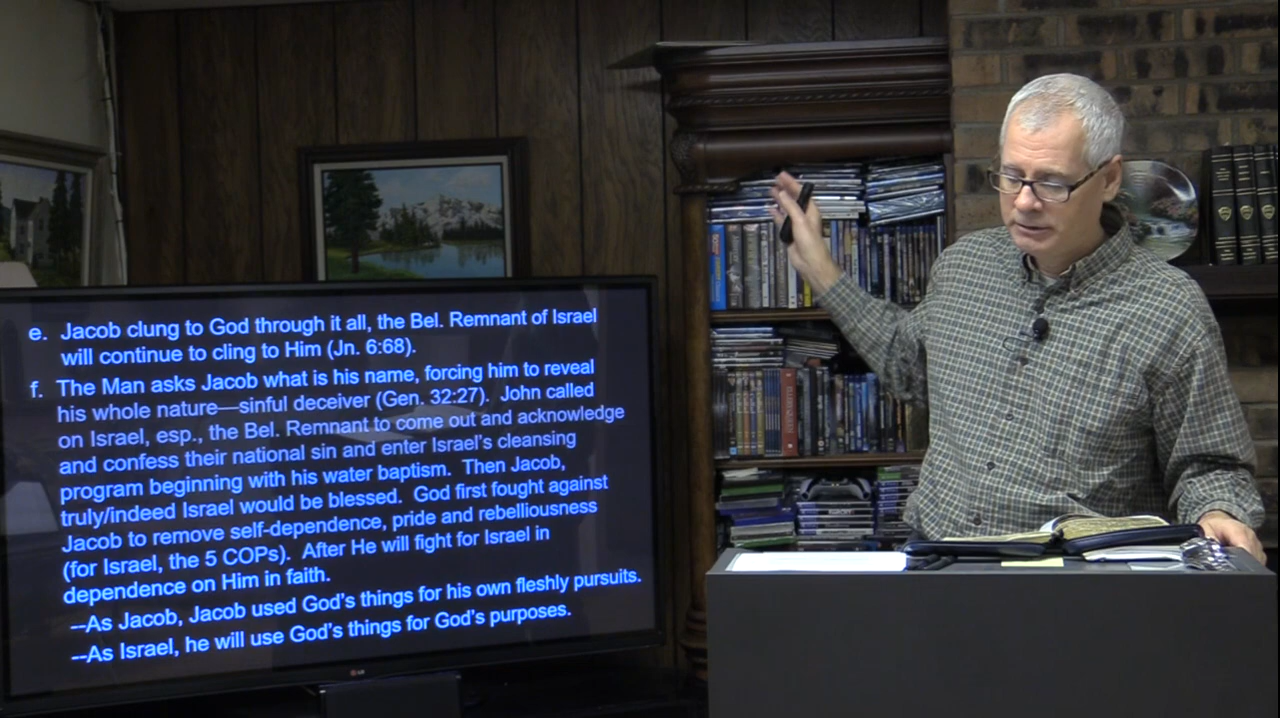 e. Jacob clung to God through it all, the Bel. Remnant of Israel
will continue to cling to Him (Jn. 6:68).
f. The Man asks Jacob what is his name, forcing him to reveal
his whole nature—sinful deceiver (Gen. 32:27). John called
on Israel, esp., the Bel. Remnant to come out and acknowledge
and confess their national sin and enter Israel's cleansing
program beginning with his water baptism. Then Jacob,
truly/indeed Israel would be blessed. God first fought against
Jacob to remove self-dependence, pride and rebelliousness
(for Israel, the 5 COPs). After He will fight for Israel in
dependence on Him in faith.
--As Jacob, Jacob used God's things for his own fleshly pursuits.
--As Israel, he will use God's things for God's purposes.
LG